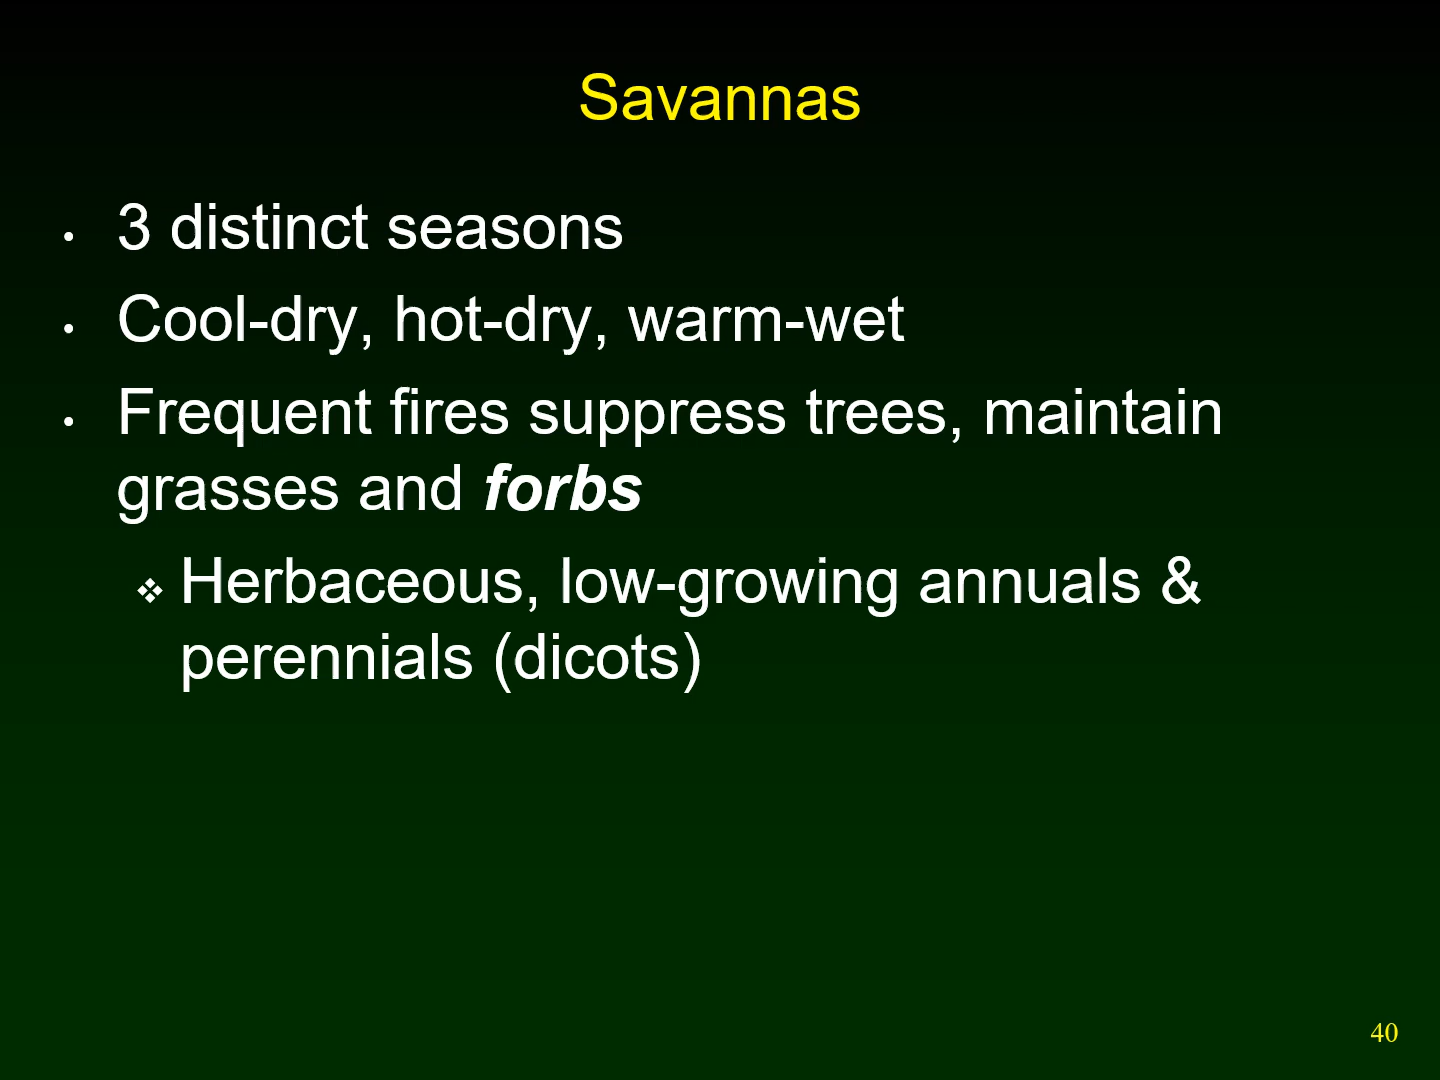 Savannas
• 3 distinct seasons
• Cool-dry, hot-dry, warm-wet
• Frequent fires suppress trees, maintain
grasses and forbs
❖ Herbaceous, low-growing annuals &
perennials (dicots)
40